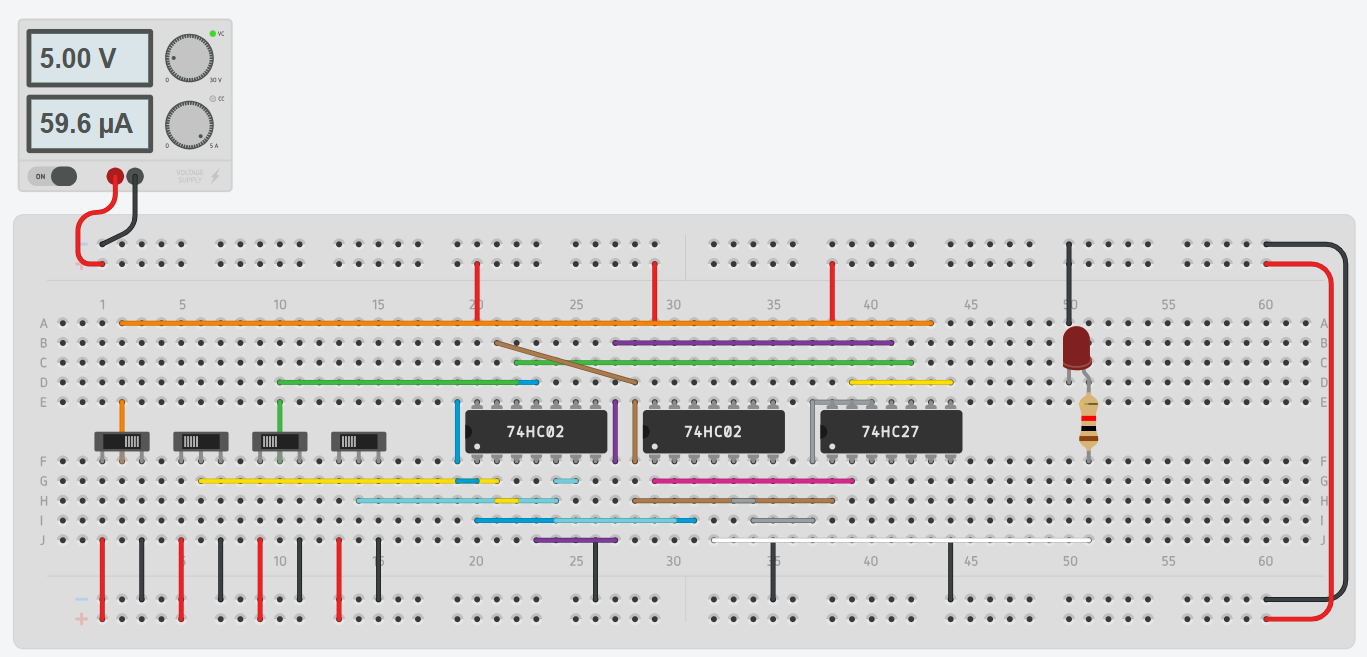 5.00 V
VC
0 30 V
CC
59.6 µA
0 5 A
ON
VOLTAGE
SUPPLY
−
+
1 5 10 15 20 25 30 35 40 45 50 55 60
A A
B B
C C
D D
E E
74HC02 74HC02 74HC27
F F
G G
H H
I I
J J
5 10 15 20 25 30 35 40 45 50 55 60
−
+